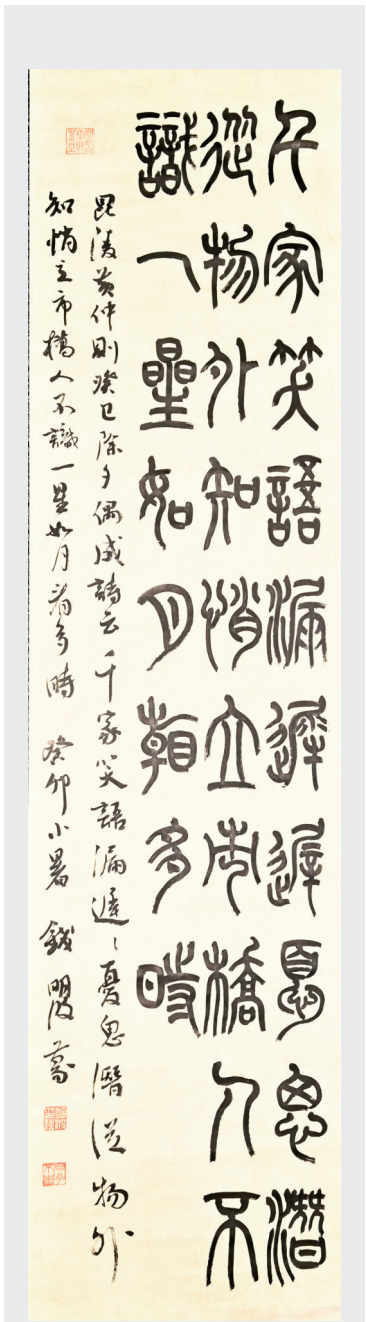 千家笑語漏遲遲憂患潛
從物外知悄立市橋人不
識一星如月看多時
毘陵黃仲則癸巳除夕偶成詩云千家笑語漏遲〻憂患潛從物外
知悄立市橋人不識一星如月看多時 癸卯小暑 錢